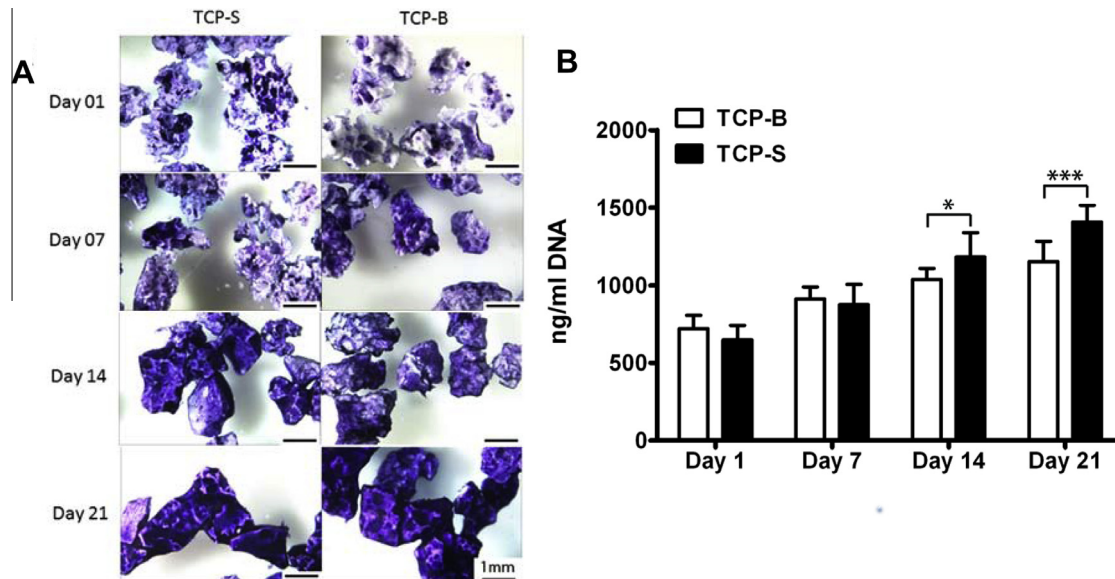 A
TCP-S TCP-B
Day 01
Day 07
Day 14
Day 21
1mm
B
TCP-B
TCP-S
ng/ml DNA
2000
1500
1000
500
0
*
***
Day 1 Day 7 Day 14 Day 21